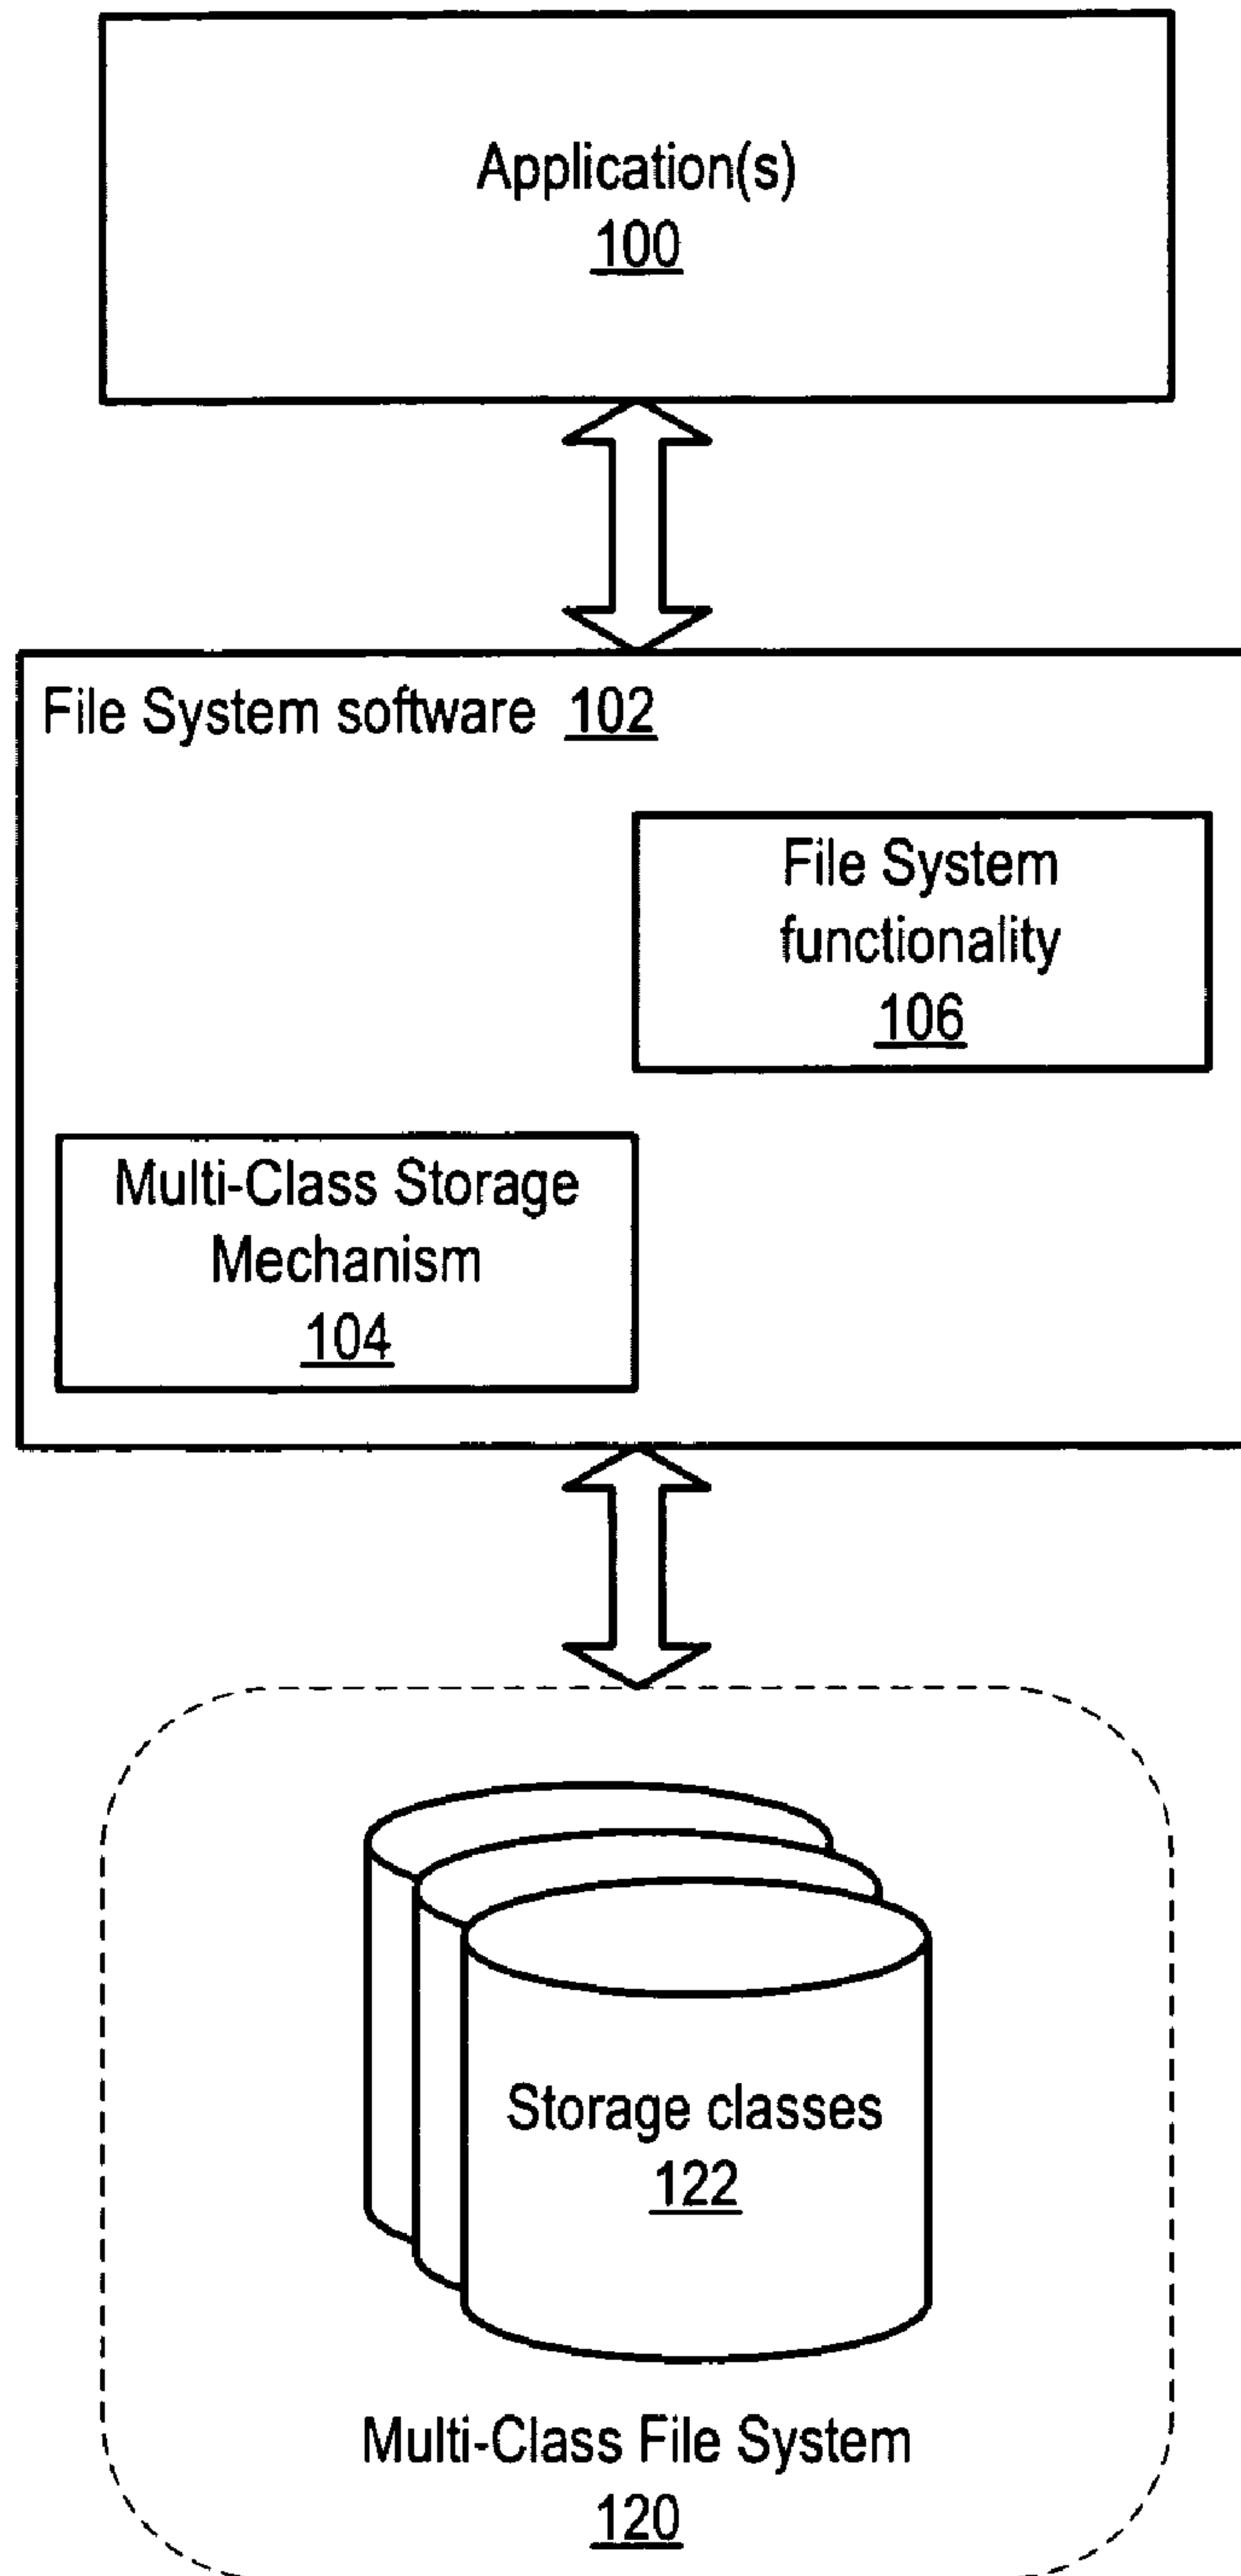 Application(s)
100
File System software 102
File System
functionality
106
Multi-Class Storage
Mechanism
104
Storage classes
122
Multi-Class File System
120